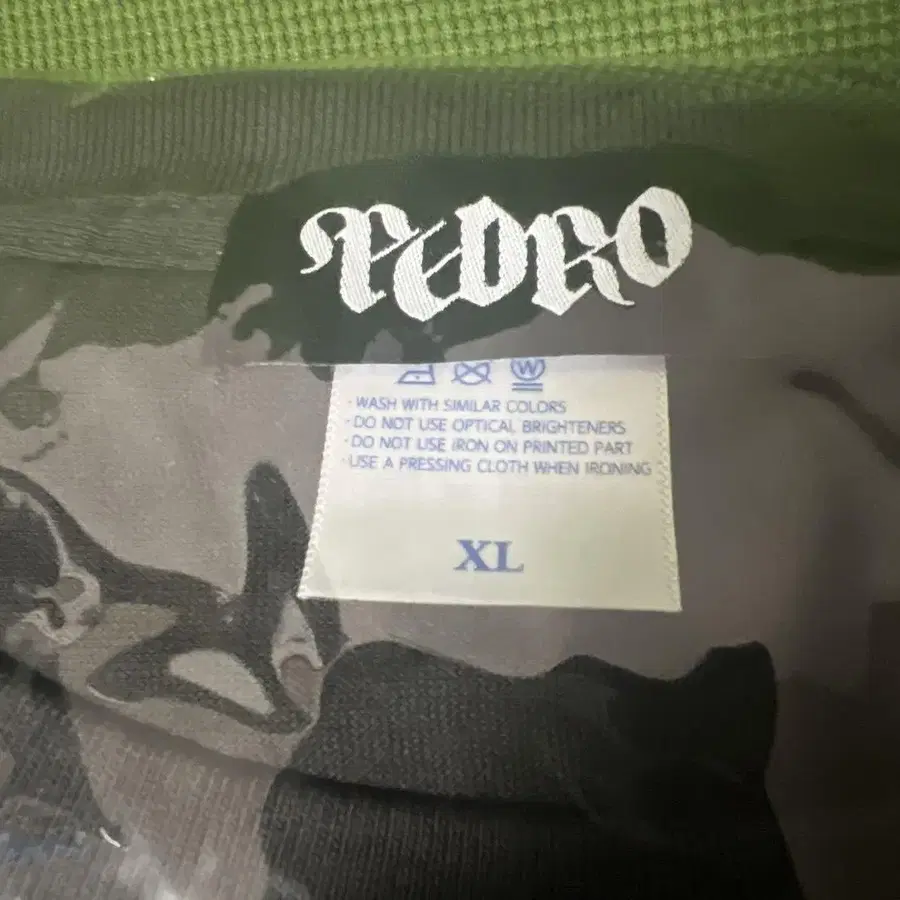 PEDRO
W
· WASH WITH SIMILAR COLORS
· DO NOT USE OPTICAL BRIGHTENERS
· DO NOT USE IRON ON PRINTED PART
· USE A PRESSING CLOTH WHEN IRONING
XL